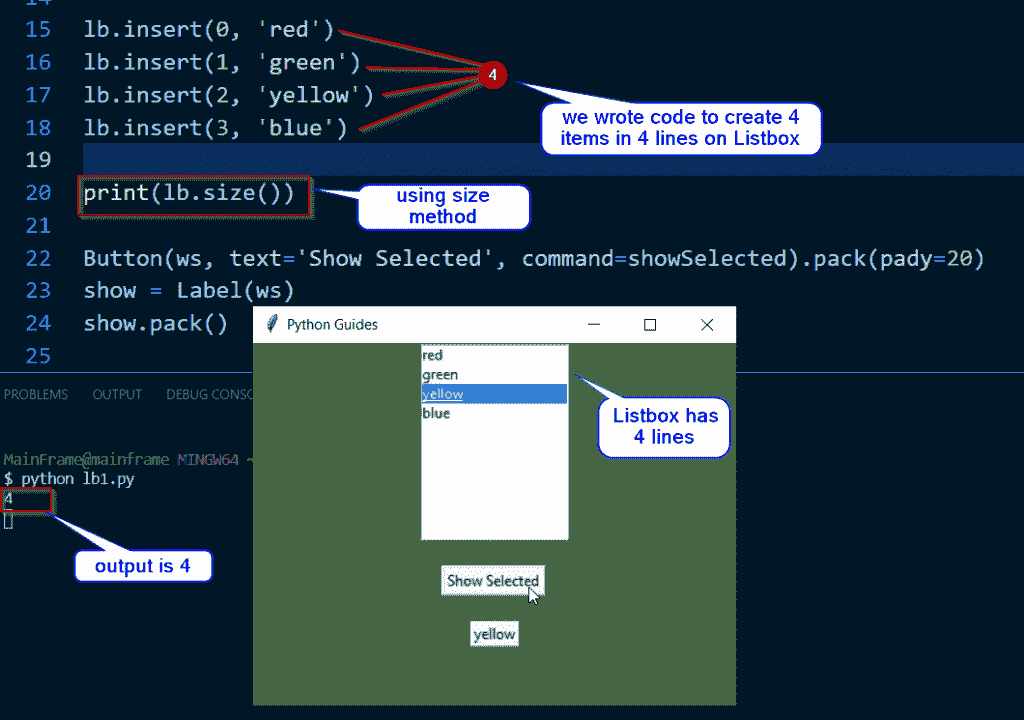 15 lb.insert(0, 'red')
16 lb.insert(1, 'green')
17 lb.insert(2, 'yellow')
18 lb.insert(3, 'blue')
4
we wrote code to create 4
items in 4 lines on Listbox
19
20 print(lb.size())
using size
method
21
22 Button(ws, text='Show Selected', command=showSelected).pack(pady=20)
23 show = Label(ws)
24 show.pack()
25
PROBLEMS OUTPUT DEBUG CONSO
MainFrame@mainframe MINGW64 ~
$ python lb1.py
4
output is 4
Python Guides
red
green
yellow
blue
Listbox has
4 lines
Show Selected
yellow